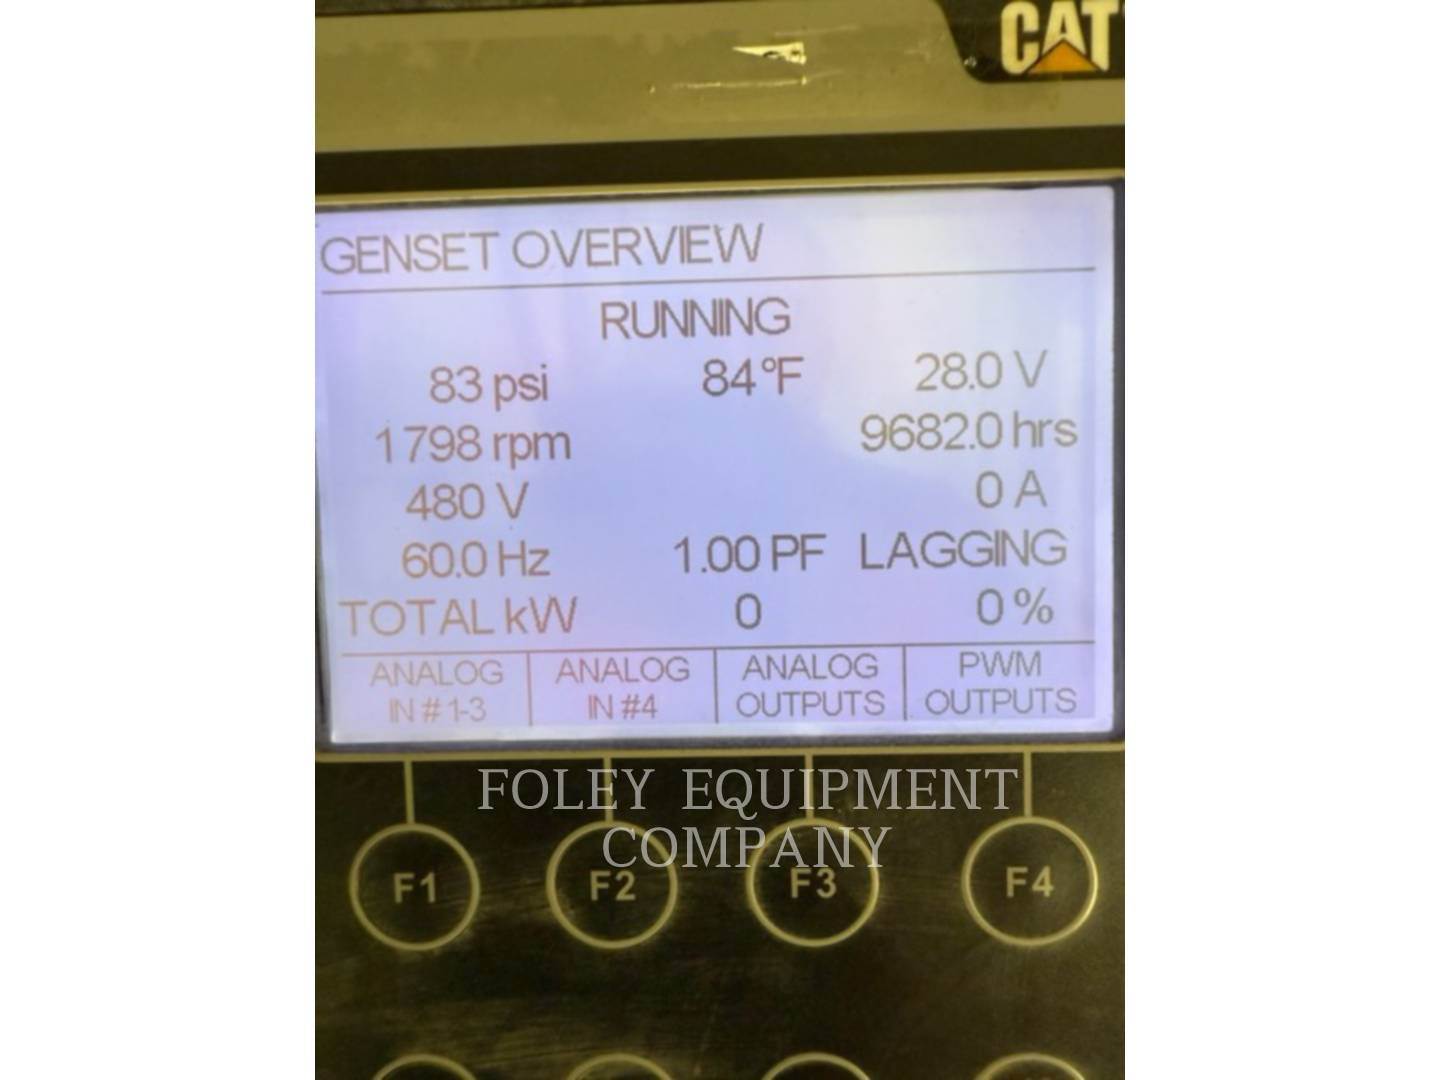 CAT
GENSET OVERVIEW
RUNNING
83 psi 84°F 28.0 V
1798 rpm 9682.0 hrs
480 V 0 A
60.0 Hz 1.00 PF LAGGING
TOTAL kW 0 0 %
ANALOG IN # 1-3
ANALOG IN #4
ANALOG OUTPUTS
PWM OUTPUTS
FOLEY EQUIPMENT
COMPANY
F1 F2 F3 F4